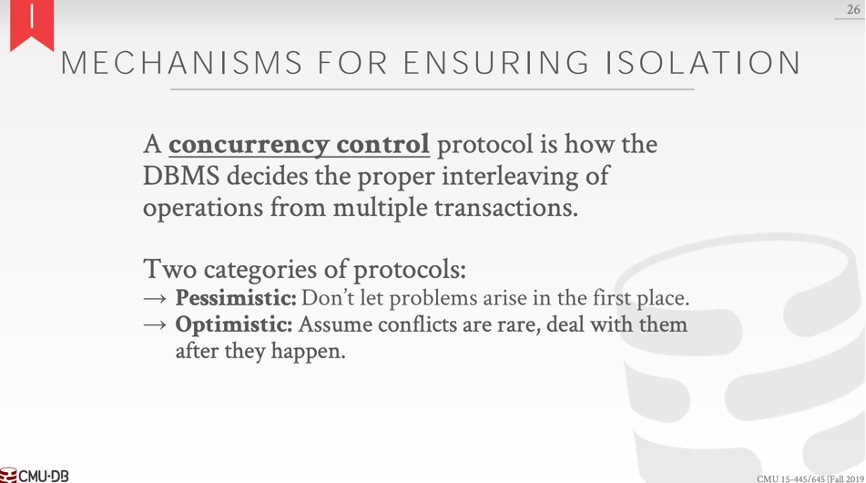 I
26
MECHANISMS FOR ENSURING ISOLATION
A concurrency control protocol is how the
DBMS decides the proper interleaving of
operations from multiple transactions.
Two categories of protocols:
→ Pessimistic: Don't let problems arise in the first place.
→ Optimistic: Assume conflicts are rare, deal with them
after they happen.
CMU·DB
CMU 15-445/645 (Fall 2019